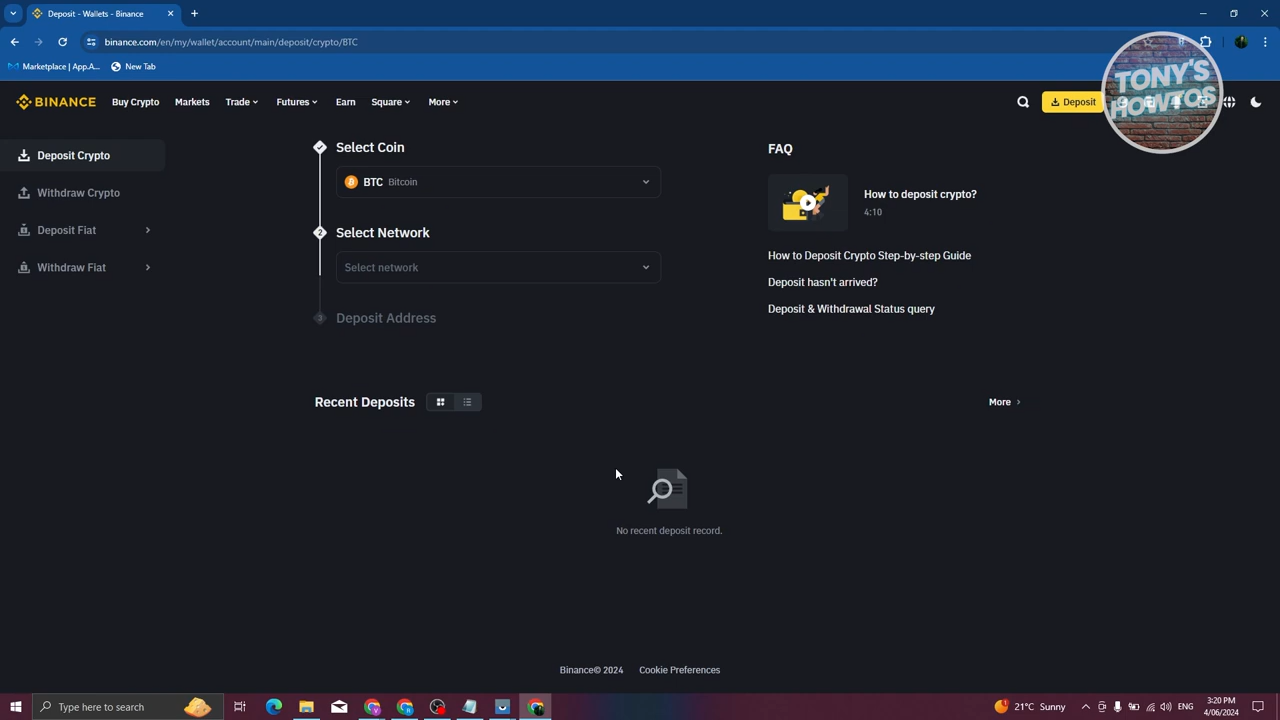 Deposit - Wallets - Binance
binance.com/en/my/wallet/account/main/deposit/crypto/BTC
Marketplace | App.A... New Tab
TONY'S
HOWTOS
BINANCE Buy Crypto Markets Trade Futures Earn Square More Deposit
Deposit Crypto
Withdraw Crypto
Deposit Fiat
Withdraw Fiat
Select Coin
BTC Bitcoin
2 Select Network
Select network
3 Deposit Address
FAQ
How to deposit crypto?
4:10
How to Deposit Crypto Step-by-step Guide
Deposit hasn't arrived?
Deposit & Withdrawal Status query
Recent Deposits More
No recent deposit record.
Binance© 2024 Cookie Preferences
Type here to search 21°C Sunny ENG 3:20 PM
4/06/2024